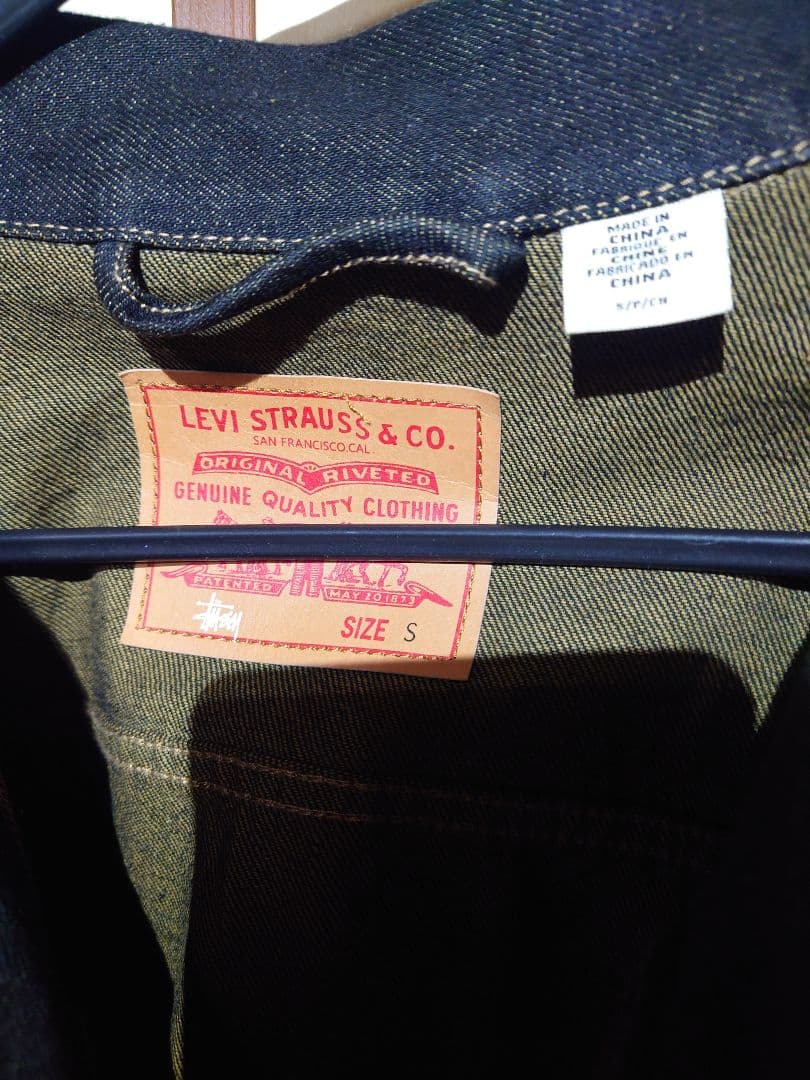 MADE IN
CHINA
FABRIQUÉ EN
CHINE
FABRICADO EN
CHINA
S/P/CH
LEVI STRAUSS & CO.
SAN FRANCISCO.CAL.
ORIGINAL RIVETED
GENUINE QUALITY CLOTHING
PATENTED MAY 20 1873
Stüssy
SIZE S